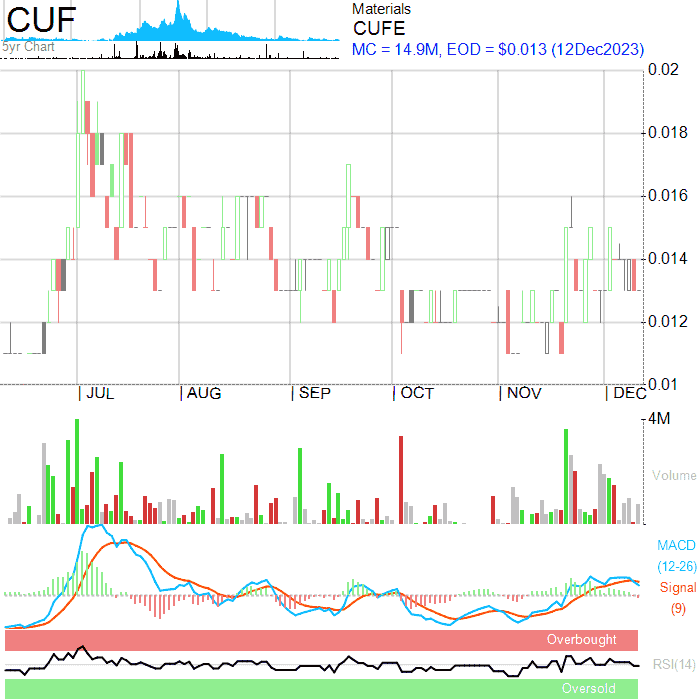 CUF
5yr Chart
Materials
CUFE
MC = 14.9M, EOD = $0.013 (12Dec2023)
0.02
0.018
0.016
0.014
0.012
0.01
| JUL | AUG | SEP | OCT | NOV | DEC
4M
Volume
MACD
(12-26)
Signal
(9)
Overbought
RSI(14)
Oversold